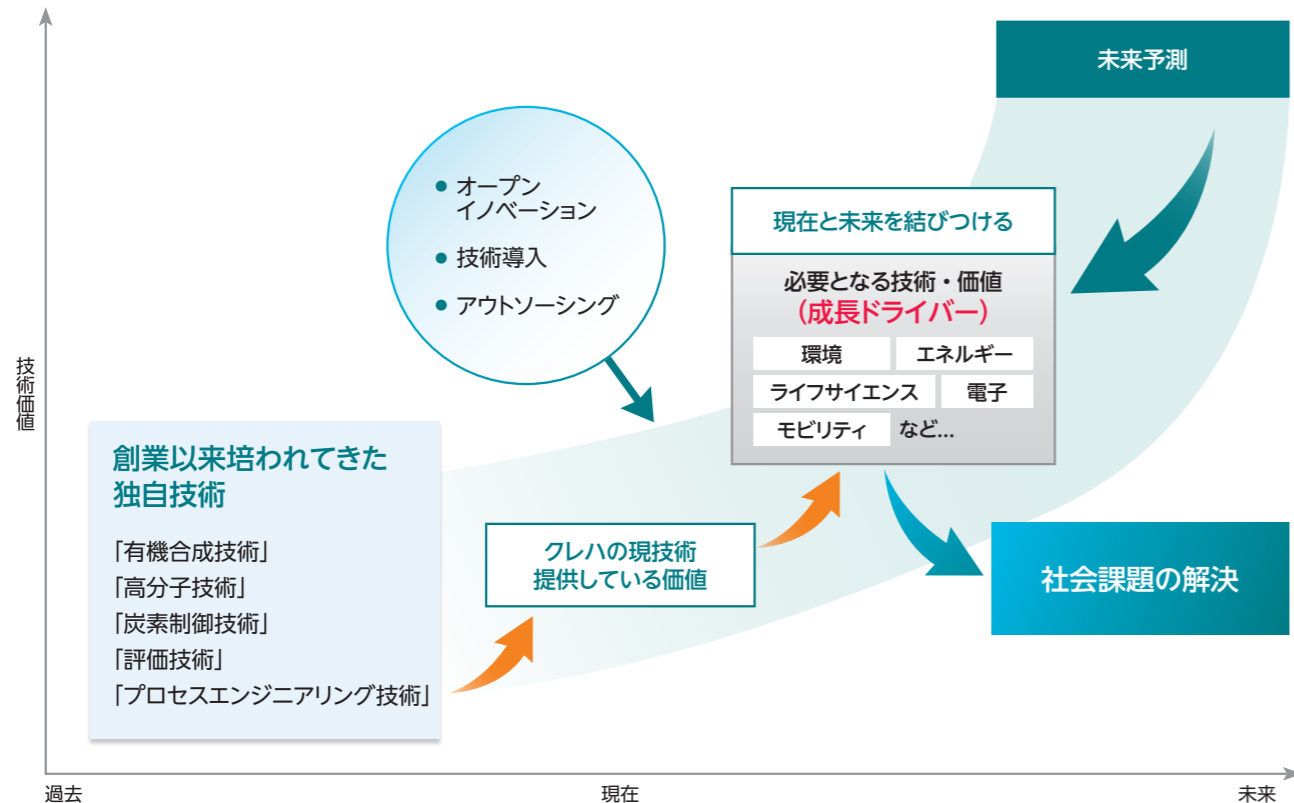 未来予測
オープン
イノベーション
技術導入
アウトソーシング
現在と未来を結びつける
必要となる技術・価値
(成長ドライバー)
環境
エネルギー
ライフサイエンス
電子
モビリティ
など...
技術価値
創業以来培われてきた
独自技術
「有機合成技術」
「高分子技術」
「炭素制御技術」
「評価技術」
「プロセスエンジニアリング技術」
クレハの現技術
提供している価値
社会課題の解決
過去
現在
未来